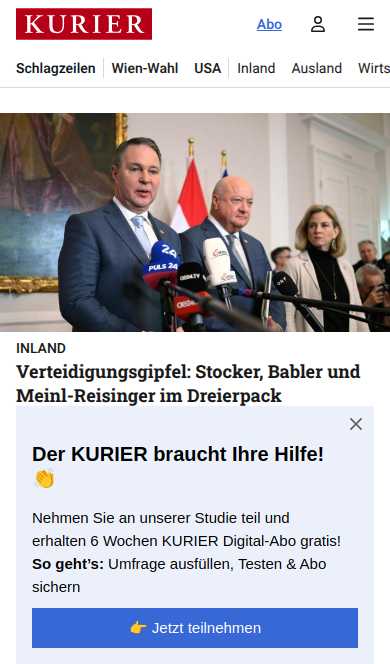 KURIER
Abo
Schlagzeilen Wien-Wahl USA Inland Ausland Wirts
24
PULS 24
oe24.TV
INLAND
Verteidigungsgipfel: Stocker, Babler und
Meinl-Reisinger im Dreierpack
Der KURIER braucht Ihre Hilfe!
👏
Nehmen Sie an unserer Studie teil und
erhalten 6 Wochen KURIER Digital-Abo gratis!
So geht’s: Umfrage ausfüllen, Testen & Abo
sichern
👉 Jetzt teilnehmen